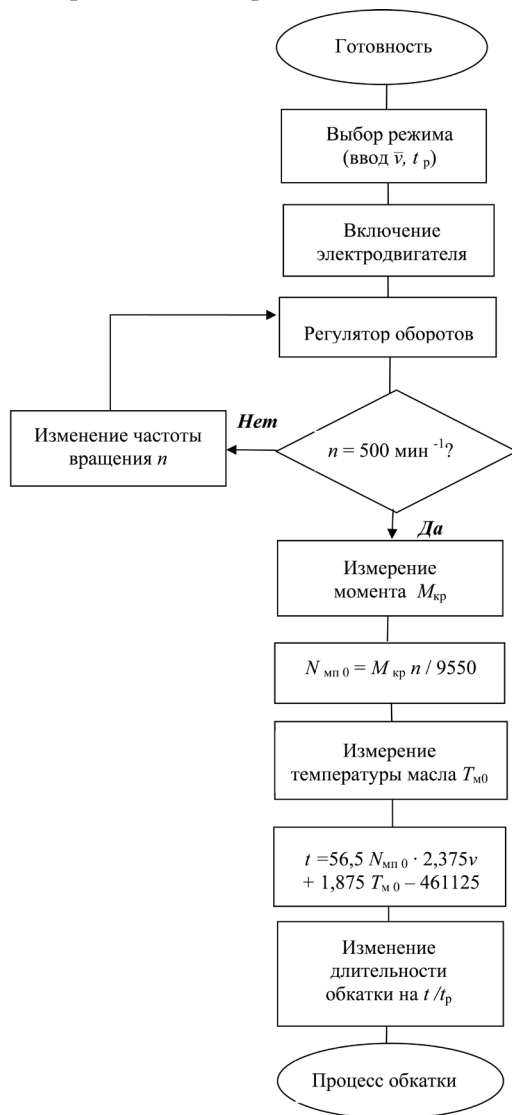 Готовность
Выбор режима
(ввод v̅, t р)
Включение
электродвигателя
Регулятор оборотов
Нет
Изменение частоты
вращения n
n = 500 мин ⁻¹?
Да
Измерение
момента Mкр
N мп 0 = M кр n / 9550
Измерение
температуры масла Tм0
t =56,5 Nмп 0 · 2,375v
+ 1,875 Tм 0 – 461125
Изменение
длительности
обкатки на t /tр
Процесс обкатки